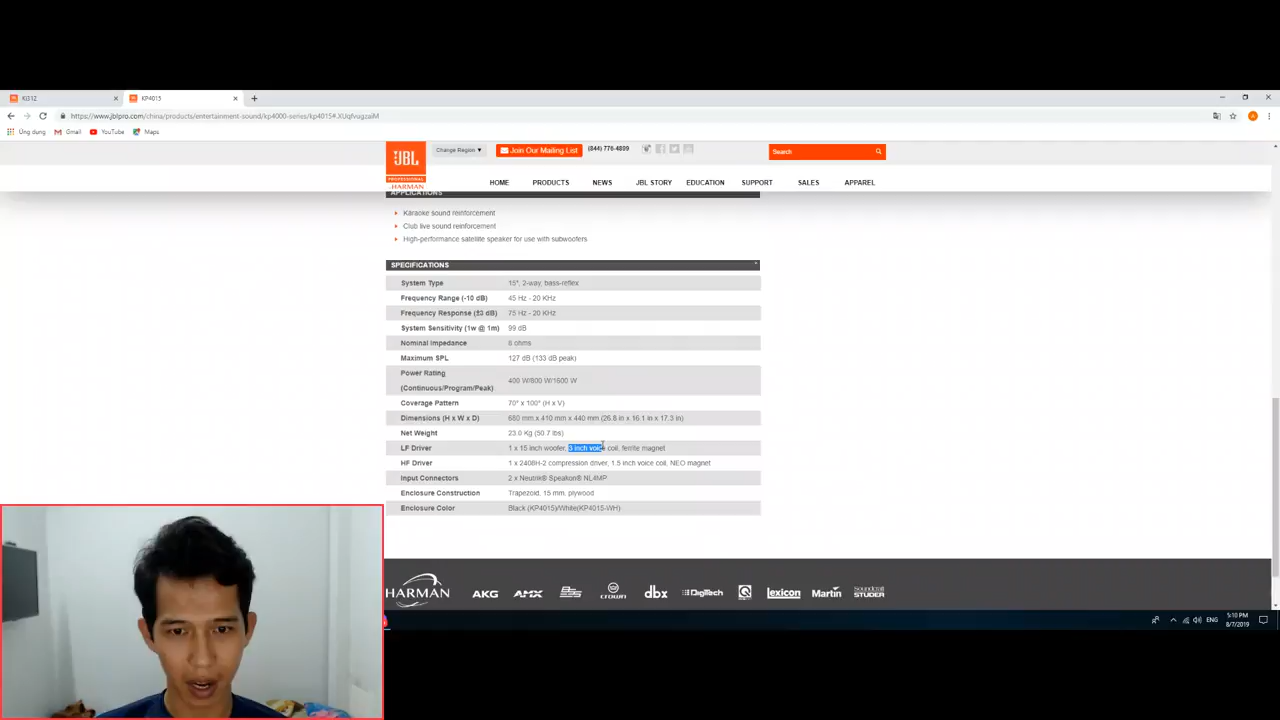 Ki312
KP4015
https://www.jblpro.com/china/products/entertainment-sound/kp4000-series/kp4015#.XUqfvugzaiM
Ứng dụng Gmail YouTube Maps
JBL
PROFESSIONAL
by HARMAN
Change Region ▼
Join Our Mailing List
(844) 776-4899
Search
HOME PRODUCTS NEWS JBL STORY EDUCATION SUPPORT SALES APPAREL
APPLICATIONS
Karaoke sound reinforcement
Club live sound reinforcement
High-performance satellite speaker for use with subwoofers
SPECIFICATIONS
System Type 15", 2-way, bass-reflex
Frequency Range (-10 dB) 45 Hz - 20 KHz
Frequency Response (±3 dB) 75 Hz - 20 KHz
System Sensitivity (1w @ 1m) 99 dB
Nominal Impedance 8 ohms
Maximum SPL 127 dB (133 dB peak)
Power Rating
(Continuous/Program/Peak) 400 W/800 W/1600 W
Coverage Pattern 70° x 100° (H x V)
Dimensions (H x W x D) 680 mm x 410 mm x 440 mm (26.8 in x 16.1 in x 17.3 in)
Net Weight 23.0 Kg (50.7 lbs)
LF Driver 1 x 15 inch woofer, 3 inch voice coil, ferrite magnet
HF Driver 1 x 2408H-2 compression driver, 1.5 inch voice coil, NEO magnet
Input Connectors 2 x Neutrik® Speakon® NL4MP
Enclosure Construction Trapezoid, 15 mm, plywood
Enclosure Color Black (KP4015)/White(KP4015-WH)
HARMAN AKG AMX BSS crown dbx DigiTech lexicon Martin Soundcraft STUDER
ENG
5:10 PM
8/7/2019